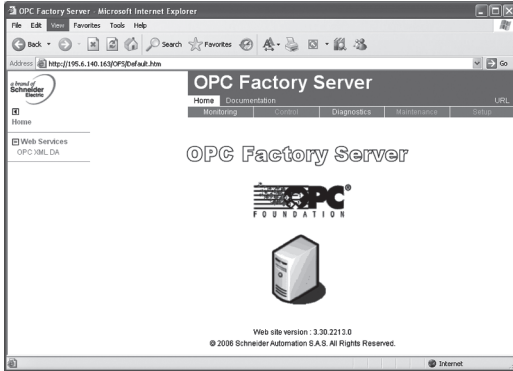 OPC Factory Server - Microsoft Internet Explorer
File Edit View Favorites Tools Help
Back Search Favorites
Address http://195.6.140.163/OFS/Default.htm Go
a brand of
Schneider
Electric
OPC Factory Server
Home Documentation URL
Monitoring Control Diagnostics Maintenance Setup
Home
Web Services
OPC XML DA
OPC Factory Server
OPC®
FOUNDATION
Web site version : 3.30.2213.0
© 2006 Schneider Automation S.A.S. All Rights Reserved.
Internet